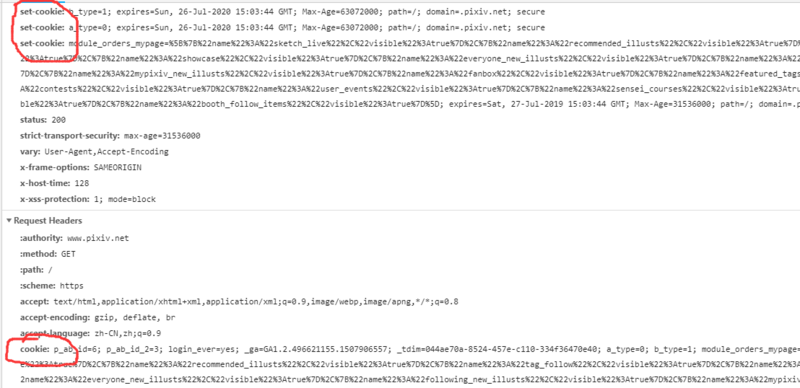 set-cookie: b_type=1; expires=Sun, 26-Jul-2020 15:03:44 GMT; Max-Age=63072000; path=/; domain=.pixiv.net; secure
set-cookie: a_type=0; expires=Sun, 26-Jul-2020 15:03:44 GMT; Max-Age=63072000; path=/; domain=.pixiv.net; secure
set-cookie: module_orders_mypage=%5B%7B%22name%22%3A%22sketch_live%22%2C%22visible%22%3Atrue%7D%2C%7B%22name%22%3A%22recommended_illusts%22%2C%22visible%22%3Atrue%7D%
22%3Atrue%7D%2C%7B%22name%22%3A%22showcase%22%2C%22visible%22%3Atrue%7D%2C%7B%22name%22%3A%22everyone_new_illusts%22%2C%22visible%22%3Atrue%7D%2C%7B%22name%22%3A%22
7D%2C%7B%22name%22%3A%22mypixiv_new_illusts%22%2C%22visible%22%3Atrue%7D%2C%7B%22name%22%3A%22fanbox%22%2C%22visible%22%3Atrue%7D%2C%7B%22name%22%3A%22featured_tags
A%22contests%22%2C%22visible%22%3Atrue%7D%2C%7B%22name%22%3A%22user_events%22%2C%22visible%22%3Atrue%7D%2C%7B%22name%22%3A%22sensei_courses%22%2C%22visible%22%3Atru
ble%22%3Atrue%7D%2C%7B%22name%22%3A%22booth_follow_items%22%2C%22visible%22%3Atrue%7D%5D; expires=Sat, 27-Jul-2019 15:03:44 GMT; Max-Age=31536000; path=/; domain=.p
status: 200
strict-transport-security: max-age=31536000
vary: User-Agent,Accept-Encoding
x-frame-options: SAMEORIGIN
x-host-time: 128
x-xss-protection: 1; mode=block
▼ Request Headers
:authority: www.pixiv.net
:method: GET
:path: /
:scheme: https
accept: text/html,application/xhtml+xml,application/xml;q=0.9,image/webp,image/apng,*/*;q=0.8
accept-encoding: gzip, deflate, br
accept-language: zh-CN,zh;q=0.9
cookie: p_ab_id=6; p_ab_id_2=3; login_ever=yes; _ga=GA1.2.496621155.1507906557; _tdim=044ae70a-8524-457e-c110-334f36470e40; a_type=0; b_type=1; module_orders_mypage=
e%22%3Atrue%7D%2C%7B%22name%22%3A%22recommended_illusts%22%2C%22visible%22%3Atrue%7D%2C%7B%22name%22%3A%22tag_follow%22%2C%22visible%22%3Atrue%7D%2C%7B%22name%22%3A
2name%22%3A%22everyone_new_illusts%22%2C%22visible%22%3Atrue%7D%2C%7B%22name%22%3A%22following_new_illusts%22%2C%22visible%22%3Atrue%7D%2C%7B%22name%22%3A%22mypixi